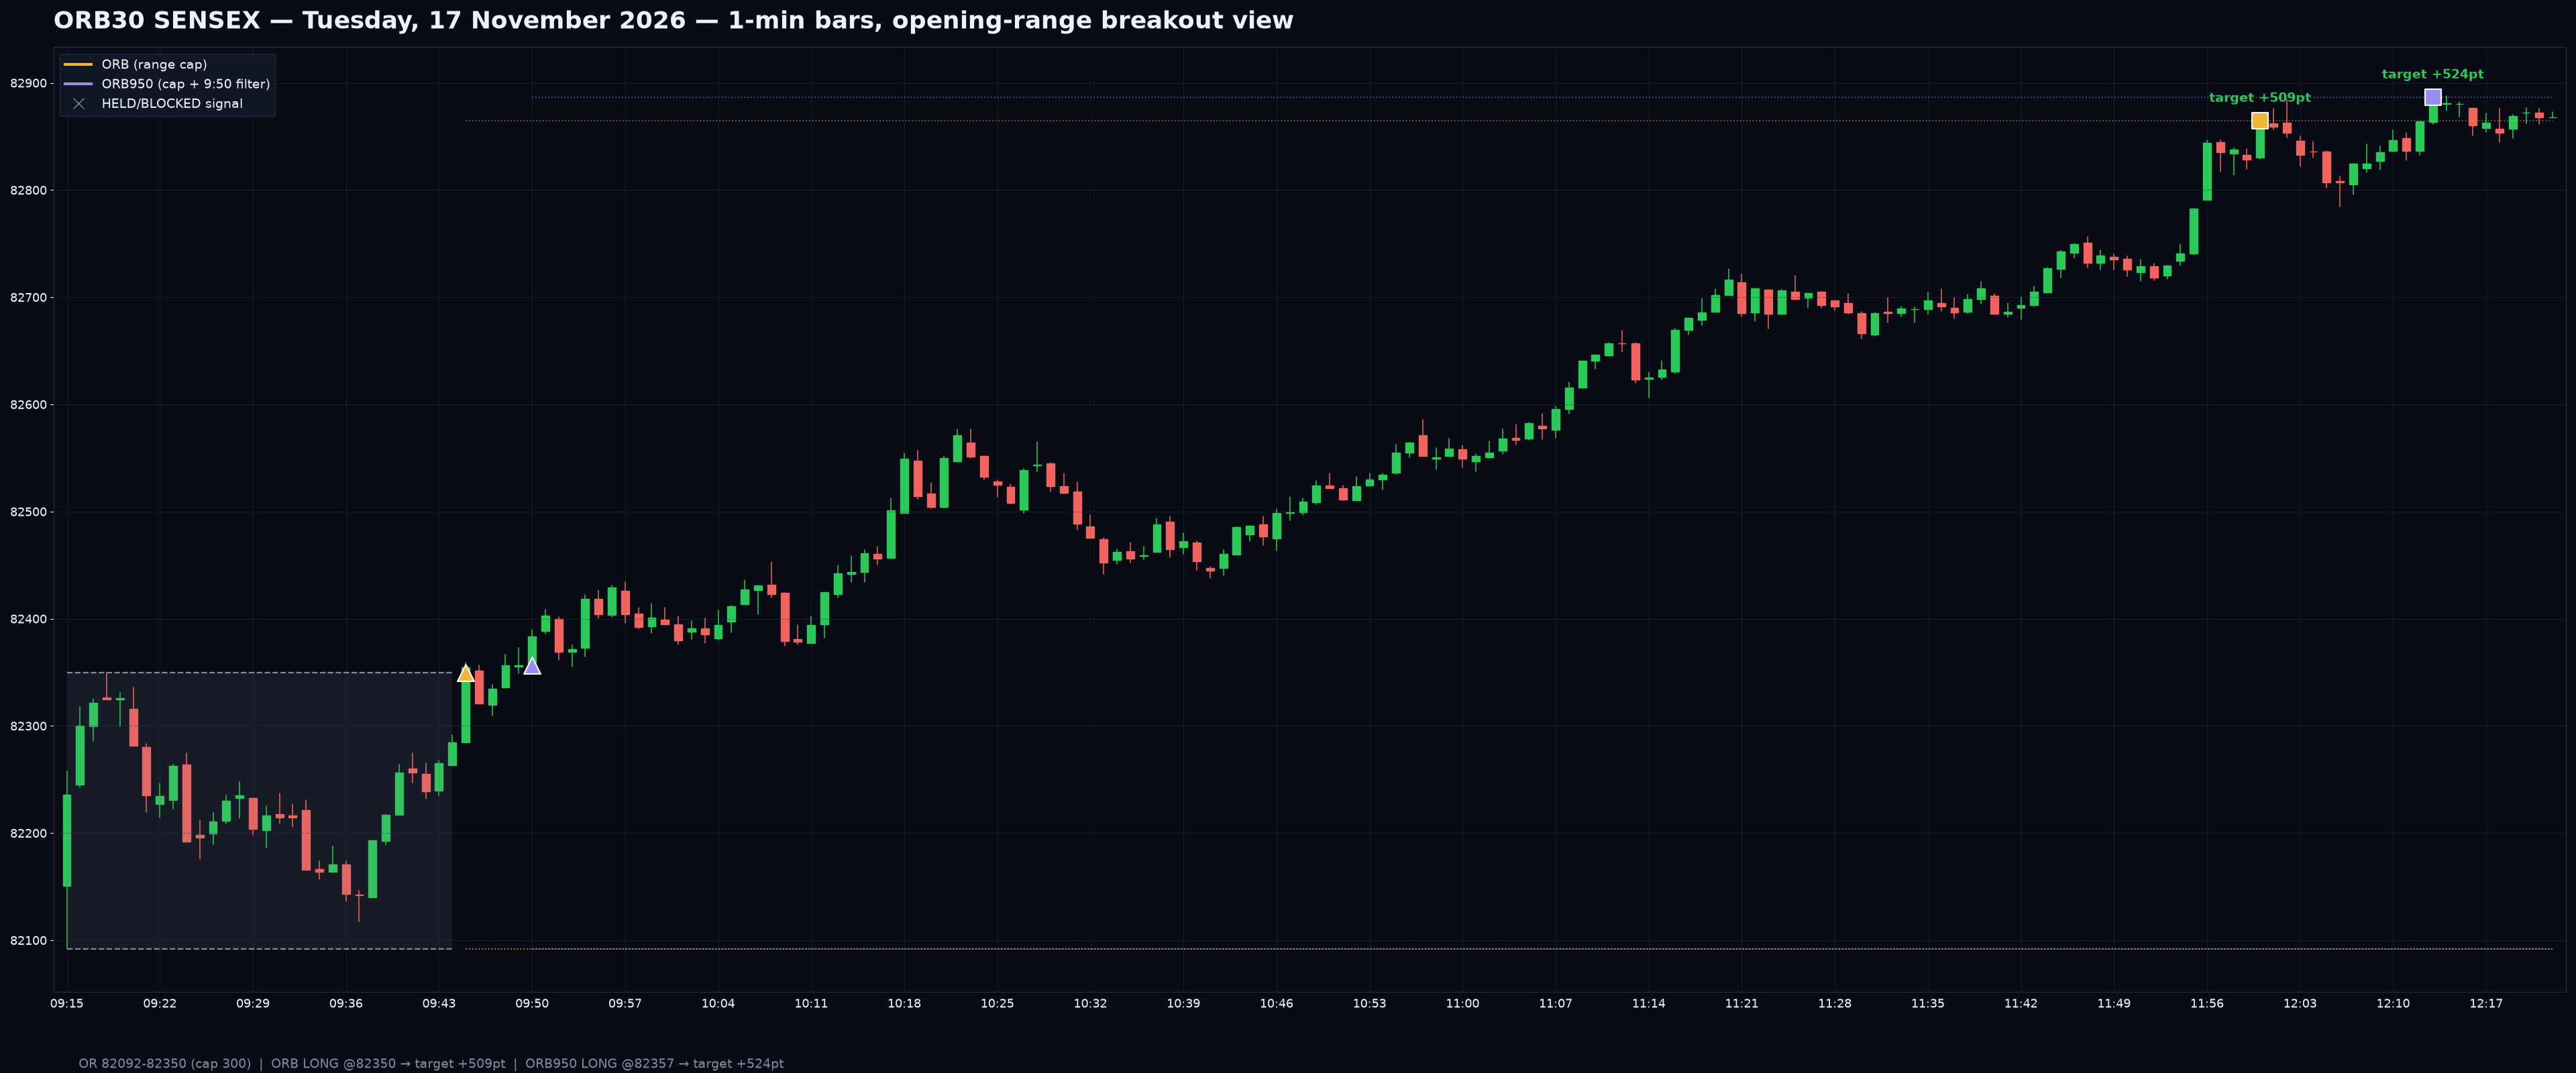 ORB30 SENSEX — Tuesday, 17 November 2026 — 1-min bars, opening-range breakout view
ORB (range cap)
ORB950 (cap + 9:50 filter)
HELD/BLOCKED signal
target +524pt
target +509pt
82900
82800
82700
82600
82500
82400
82300
82200
82100
09:15 09:22 09:29 09:36 09:43 09:50 09:57 10:04 10:11 10:18 10:25 10:32 10:39 10:46 10:53 11:00 11:07 11:14 11:21 11:28 11:35 11:42 11:49 11:56 12:03 12:10 12:17
OR 82092-82350 (cap 300) | ORB LONG @82350 → target +509pt | ORB950 LONG @82357 → target +524pt